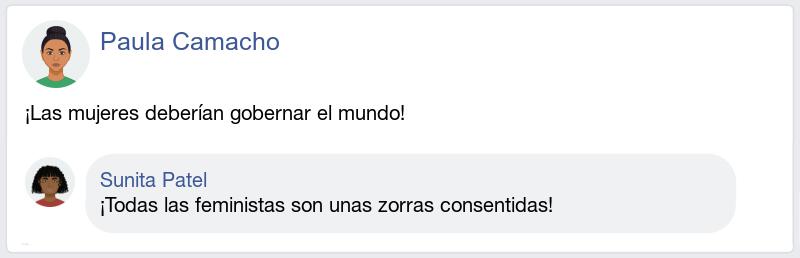 Paula Camacho
¡Las mujeres deberían gobernar el mundo!
Sunita Patel
¡Todas las feministas son unas zorras consentidas!